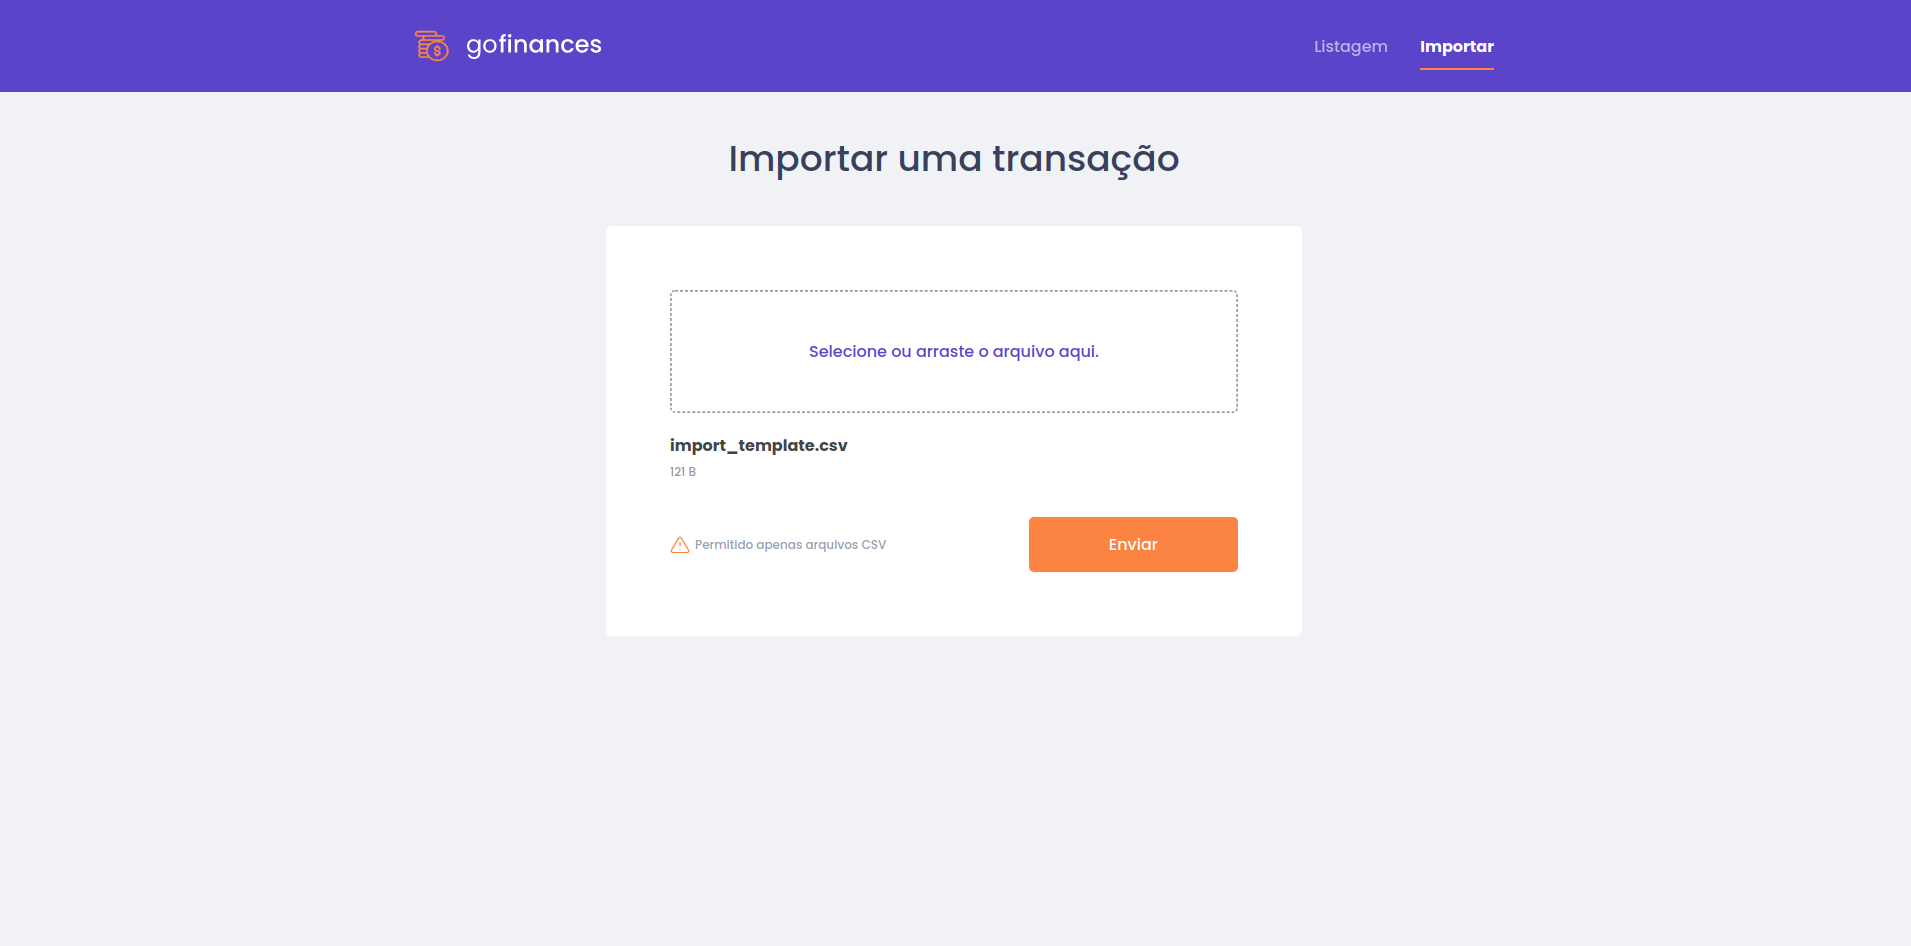 gofinances
Listagem
Importar
Importar uma transação
Selecione ou arraste o arquivo aqui.
import_template.csv
121 B
Permitido apenas arquivos CSV
Enviar